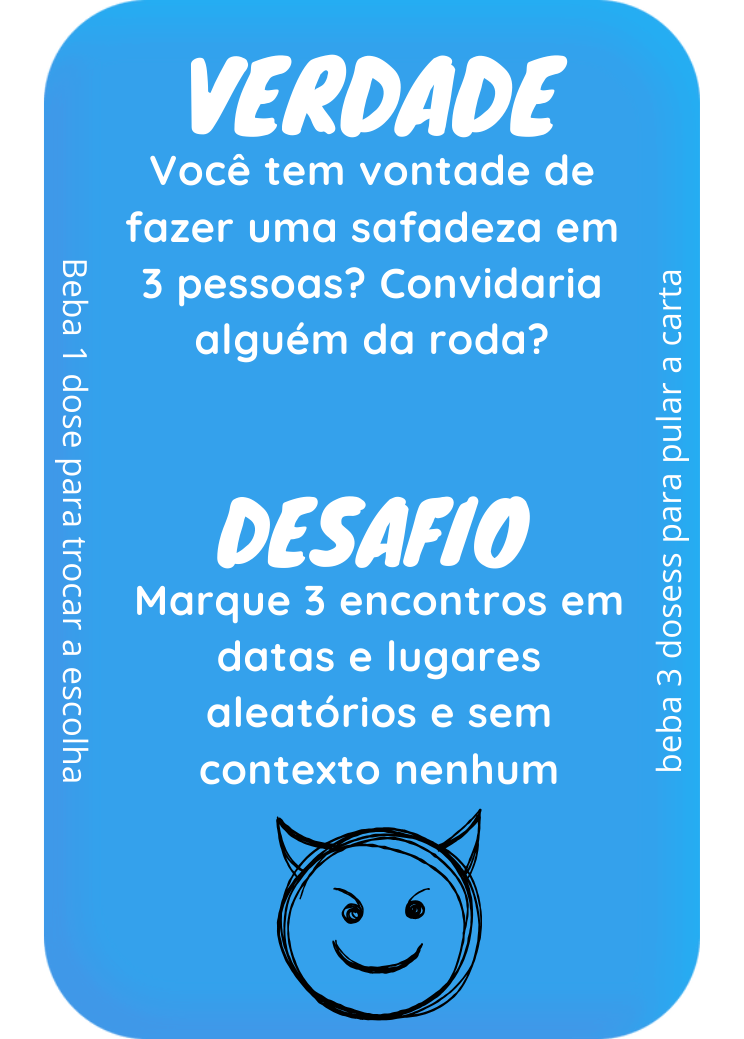 VERDADE
Você tem vontade de
fazer uma safadeza em
3 pessoas? Convidaria
alguém da roda?
Beba 1 dose para trocar a escolha
beba 3 dosess para pular a carta
DESAFIO
Marque 3 encontros em
datas e lugares
aleatórios e sem
contexto nenhum